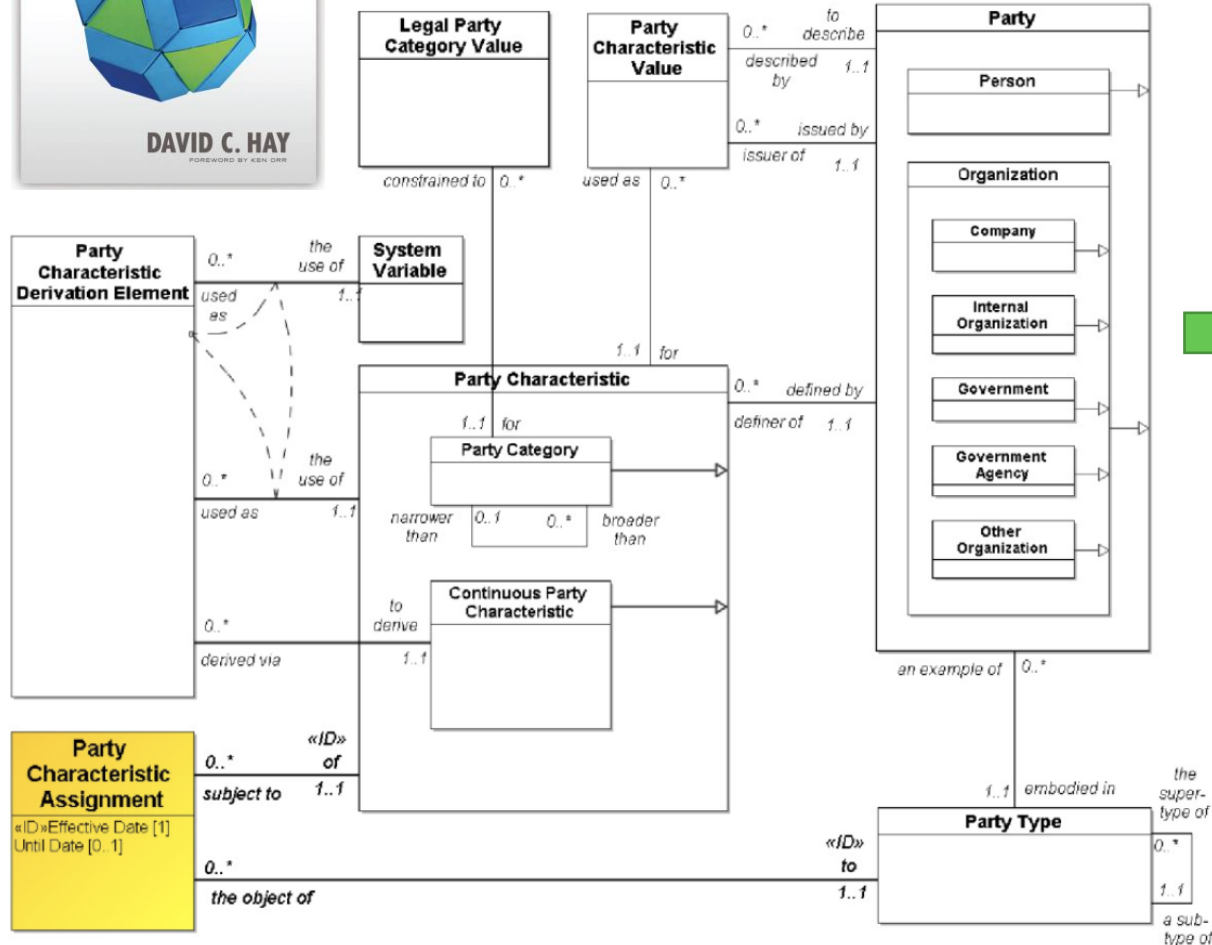 DAVID C. HAY
FOREWORD BY KEN ORR
Legal Party
Category Value
constrained to
0..*
Party
Characteristic
Value
used as
0..*
0..*
to
describe
described
by
1..1
0..*
issued by
issuer of
1..1
Party
Person
Organization
Company
Internal
Organization
Government
Government
Agency
Other
Organization
Party
Characteristic
Derivation Element
0..*
the
use of
used
as
1..1
System
Variable
1..1
for
Party Characteristic
0..*
defined by
definer of
1..1
1..1
for
Party Category
narrower
than
0..1
0..*
broader
than
0..*
the
use of
used as
1..1
Continuous Party
Characteristic
0..*
to
derive
derived via
1..1
an example of
0..*
Party
Characteristic
Assignment
«ID»Effective Date [1]
Until Date [0..1]
0..*
«ID»
of
subject to
1..1
1..1
embodied in
Party Type
the
super-
type of
0..*
1..1
a sub-
type of
0..*
«ID»
to
the object of
1..1